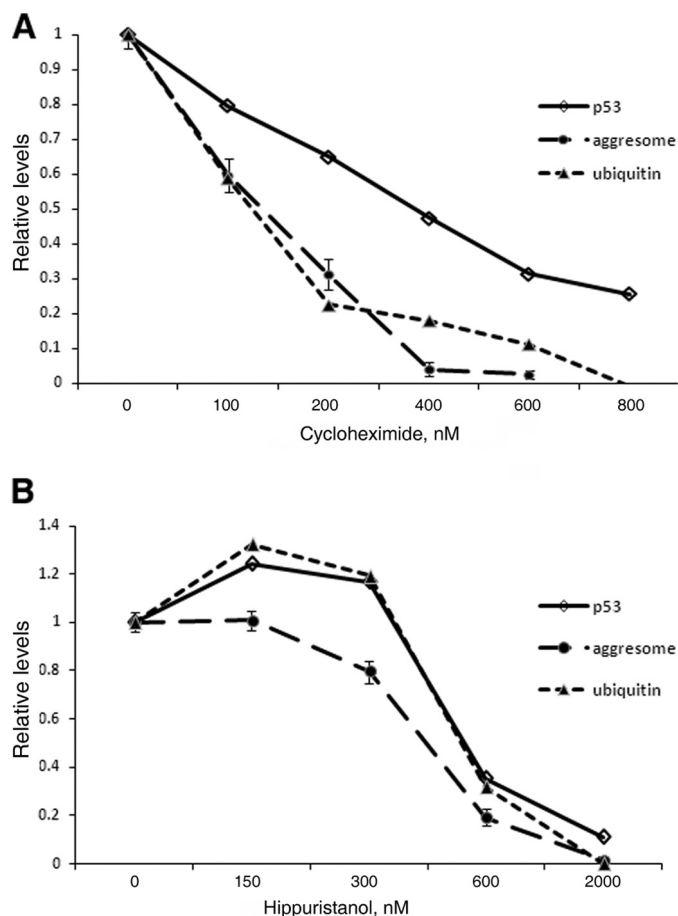 A
1
0.9
0.8
0.7
0.6
0.5
0.4
0.3
0.2
0.1
0
Relative levels
p53
aggresome
ubiquitin
0 100 200 400 600 800
Cycloheximide, nM
B
1.4
1.2
1
0.8
0.6
0.4
0.2
0
Relative levels
p53
aggresome
ubiquitin
0 150 300 600 2000
Hippuristanol, nM